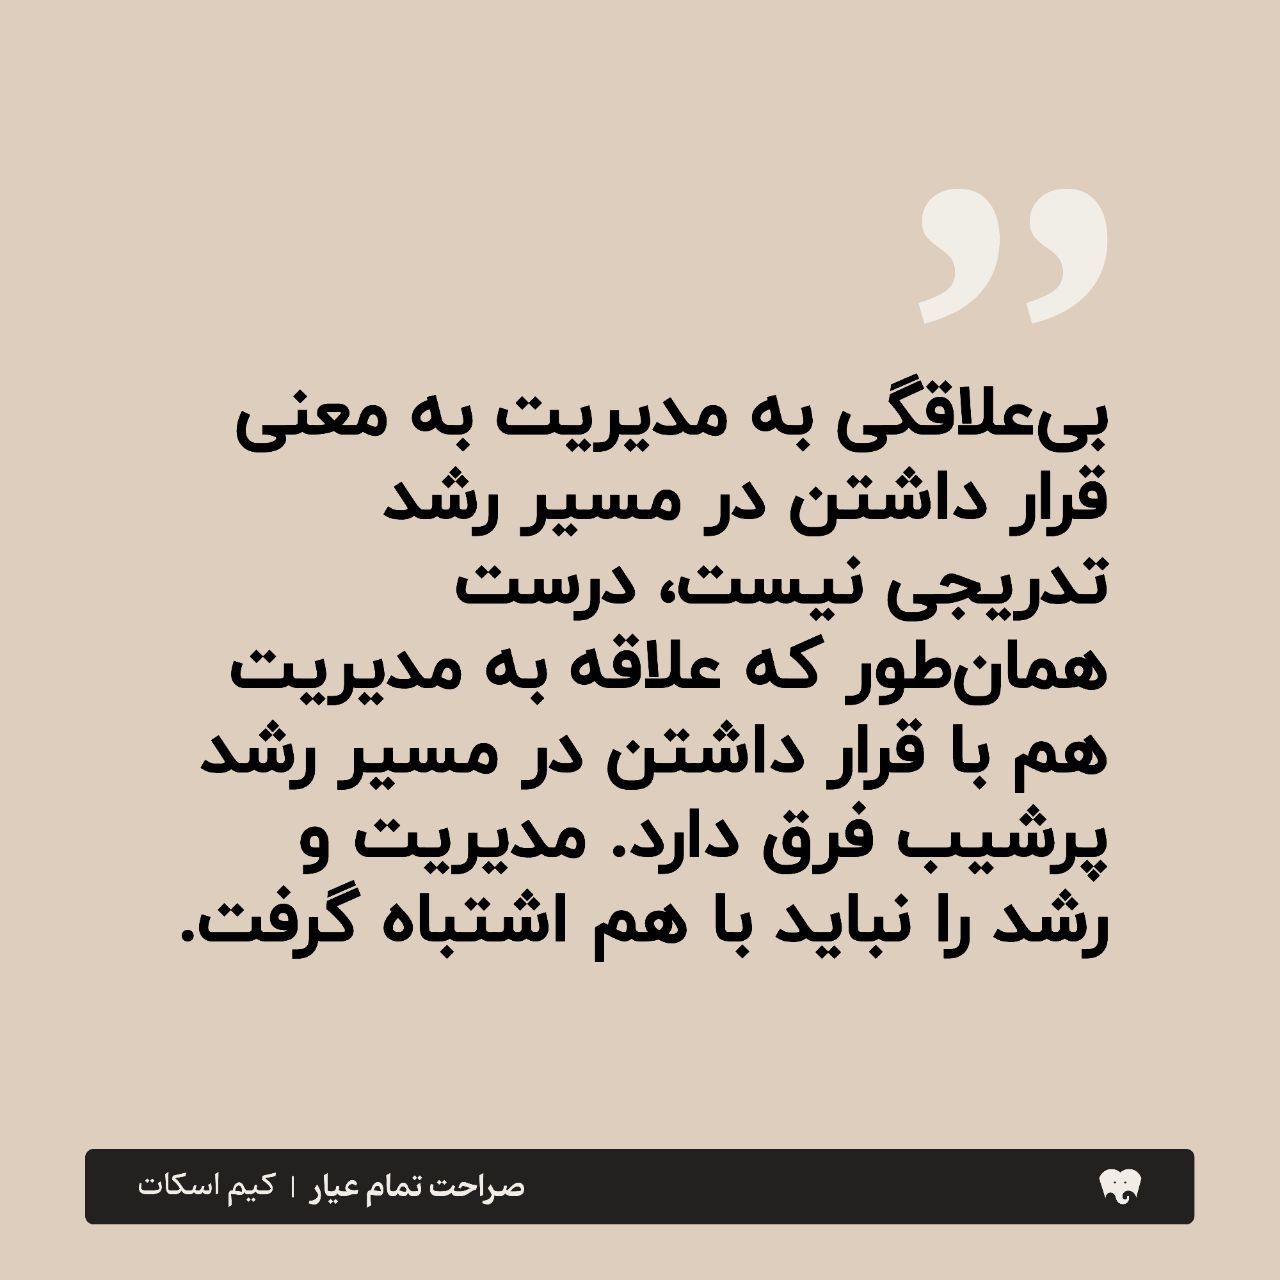 ”
بی‌علاقگی به مدیریت به معنی
قرار داشتن در مسیر رشد
تدریجی نیست، درست
همان‌طور که علاقه به مدیریت
هم با قرار داشتن در مسیر رشد
پرشیب فرق دارد. مدیریت و
رشد را نباید با هم اشتباه گرفت.
صراحت تمام عیار | کیم اسکات